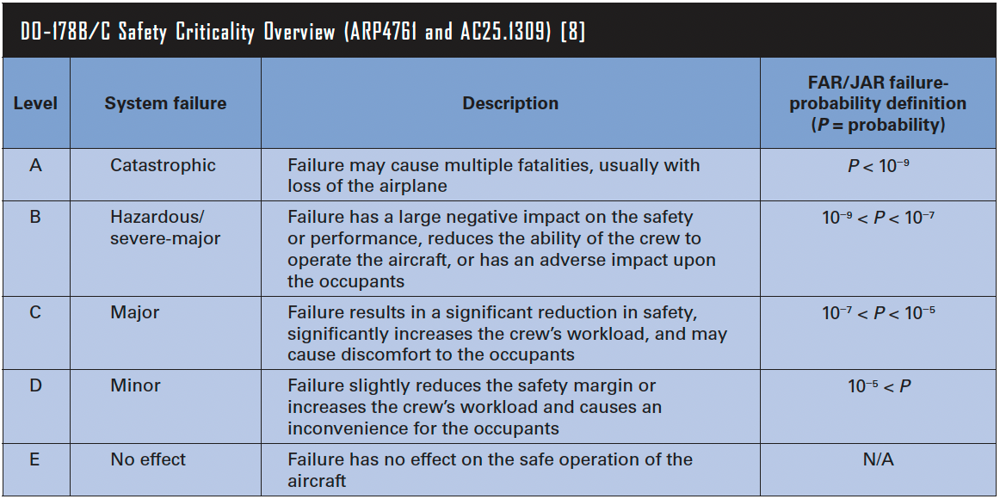 DO-178B/C Safety Criticality Overview (ARP4761 and AC25.1309) [8]
Level
System failure
Description
FAR/JAR failure-
probability definition
(P = probability)
A
Catastrophic
Failure may cause multiple fatalities, usually with
loss of the airplane
P < 10⁻⁹
B
Hazardous/
severe-major
Failure has a large negative impact on the safety
or performance, reduces the ability of the crew to
operate the aircraft, or has an adverse impact upon
the occupants
10⁻⁹ < P < 10⁻⁷
C
Major
Failure results in a significant reduction in safety,
significantly increases the crew’s workload, and may
cause discomfort to the occupants
10⁻⁷ < P < 10⁻⁵
D
Minor
Failure slightly reduces the safety margin or
increases the crew’s workload and causes an
inconvenience for the occupants
10⁻⁵ < P
E
No effect
Failure has no effect on the safe operation of the
aircraft
N/A